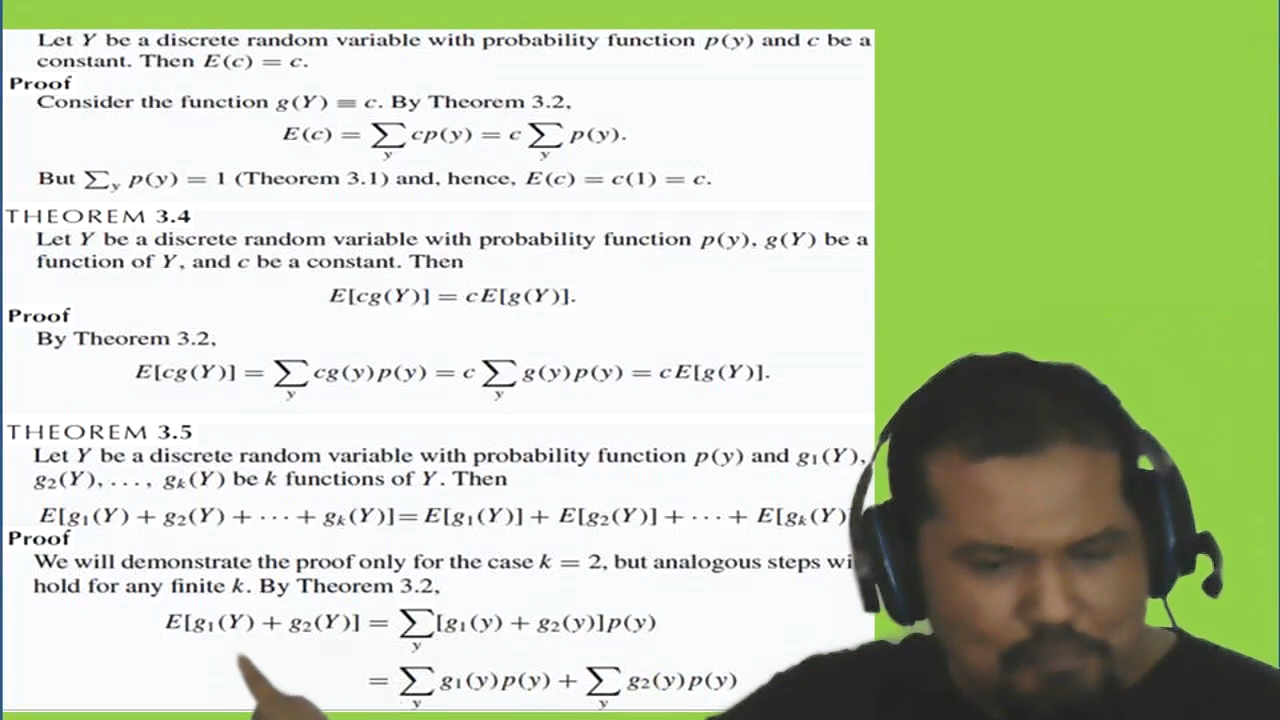 Let Y be a discrete random variable with probability function p(y) and c be a
constant. Then E(c) = c.
Proof
Consider the function g(Y) ≡ c. By Theorem 3.2,
E(c) = ∑_y cp(y) = c ∑_y p(y).
But ∑_y p(y) = 1 (Theorem 3.1) and, hence, E(c) = c(1) = c.
THEOREM 3.4
Let Y be a discrete random variable with probability function p(y), g(Y) be a
function of Y, and c be a constant. Then
E[cg(Y)] = cE[g(Y)].
Proof
By Theorem 3.2,
E[cg(Y)] = ∑_y cg(y)p(y) = c ∑_y g(y)p(y) = cE[g(Y)].
THEOREM 3.5
Let Y be a discrete random variable with probability function p(y) and g₁(Y),
g₂(Y), . . . , gₖ(Y) be k functions of Y. Then
E[g₁(Y) + g₂(Y) + · · · + gₖ(Y)]= E[g₁(Y)] + E[g₂(Y)] + · · · + E[gₖ(Y)
Proof
We will demonstrate the proof only for the case k = 2, but analogous steps
hold for any finite k. By Theorem 3.2,
E[g₁(Y) + g₂(Y)] = ∑_y [g₁(y) + g₂(y)]p(y)
= ∑_y g₁(y)p(y) + ∑_y g₂(y)p(y)